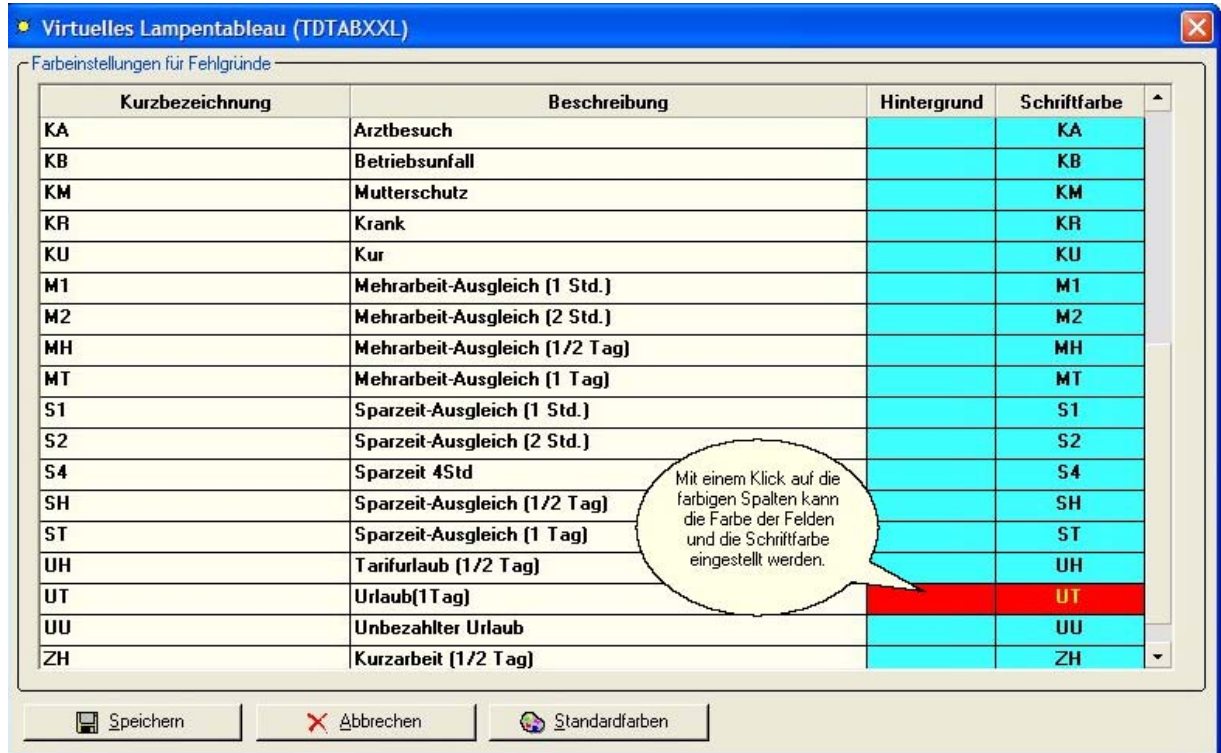 Virtuelles Lampentableau (TDTABXXL)
Farbeinstellungen für Fehlgründe
Kurzbezeichnung Beschreibung Hintergrund Schriftfarbe
KA Arztbesuch KA
KB Betriebsunfall KB
KM Mutterschutz KM
KR Krank KR
KU Kur KU
M1 Mehrarbeit-Ausgleich (1 Std.) M1
M2 Mehrarbeit-Ausgleich (2 Std.) M2
MH Mehrarbeit-Ausgleich (1/2 Tag) MH
MT Mehrarbeit-Ausgleich (1 Tag) MT
S1 Sparzeit-Ausgleich (1 Std.) S1
S2 Sparzeit-Ausgleich (2 Std.) S2
S4 Sparzeit 4Std S4
SH Sparzeit-Ausgleich (1/2 Tag) SH
ST Sparzeit-Ausgleich (1 Tag) ST
UH Tarifurlaub (1/2 Tag) UH
UT Urlaub(1Tag) UT
UU Unbezahlter Urlaub UU
ZH Kurzarbeit (1/2 Tag) ZH
Mit einem Klick auf die
farbigen Spalten kann
die Farbe der Felden
und die Schriftfarbe
eingestellt werden.
Speichern Abbrechen Standardfarben